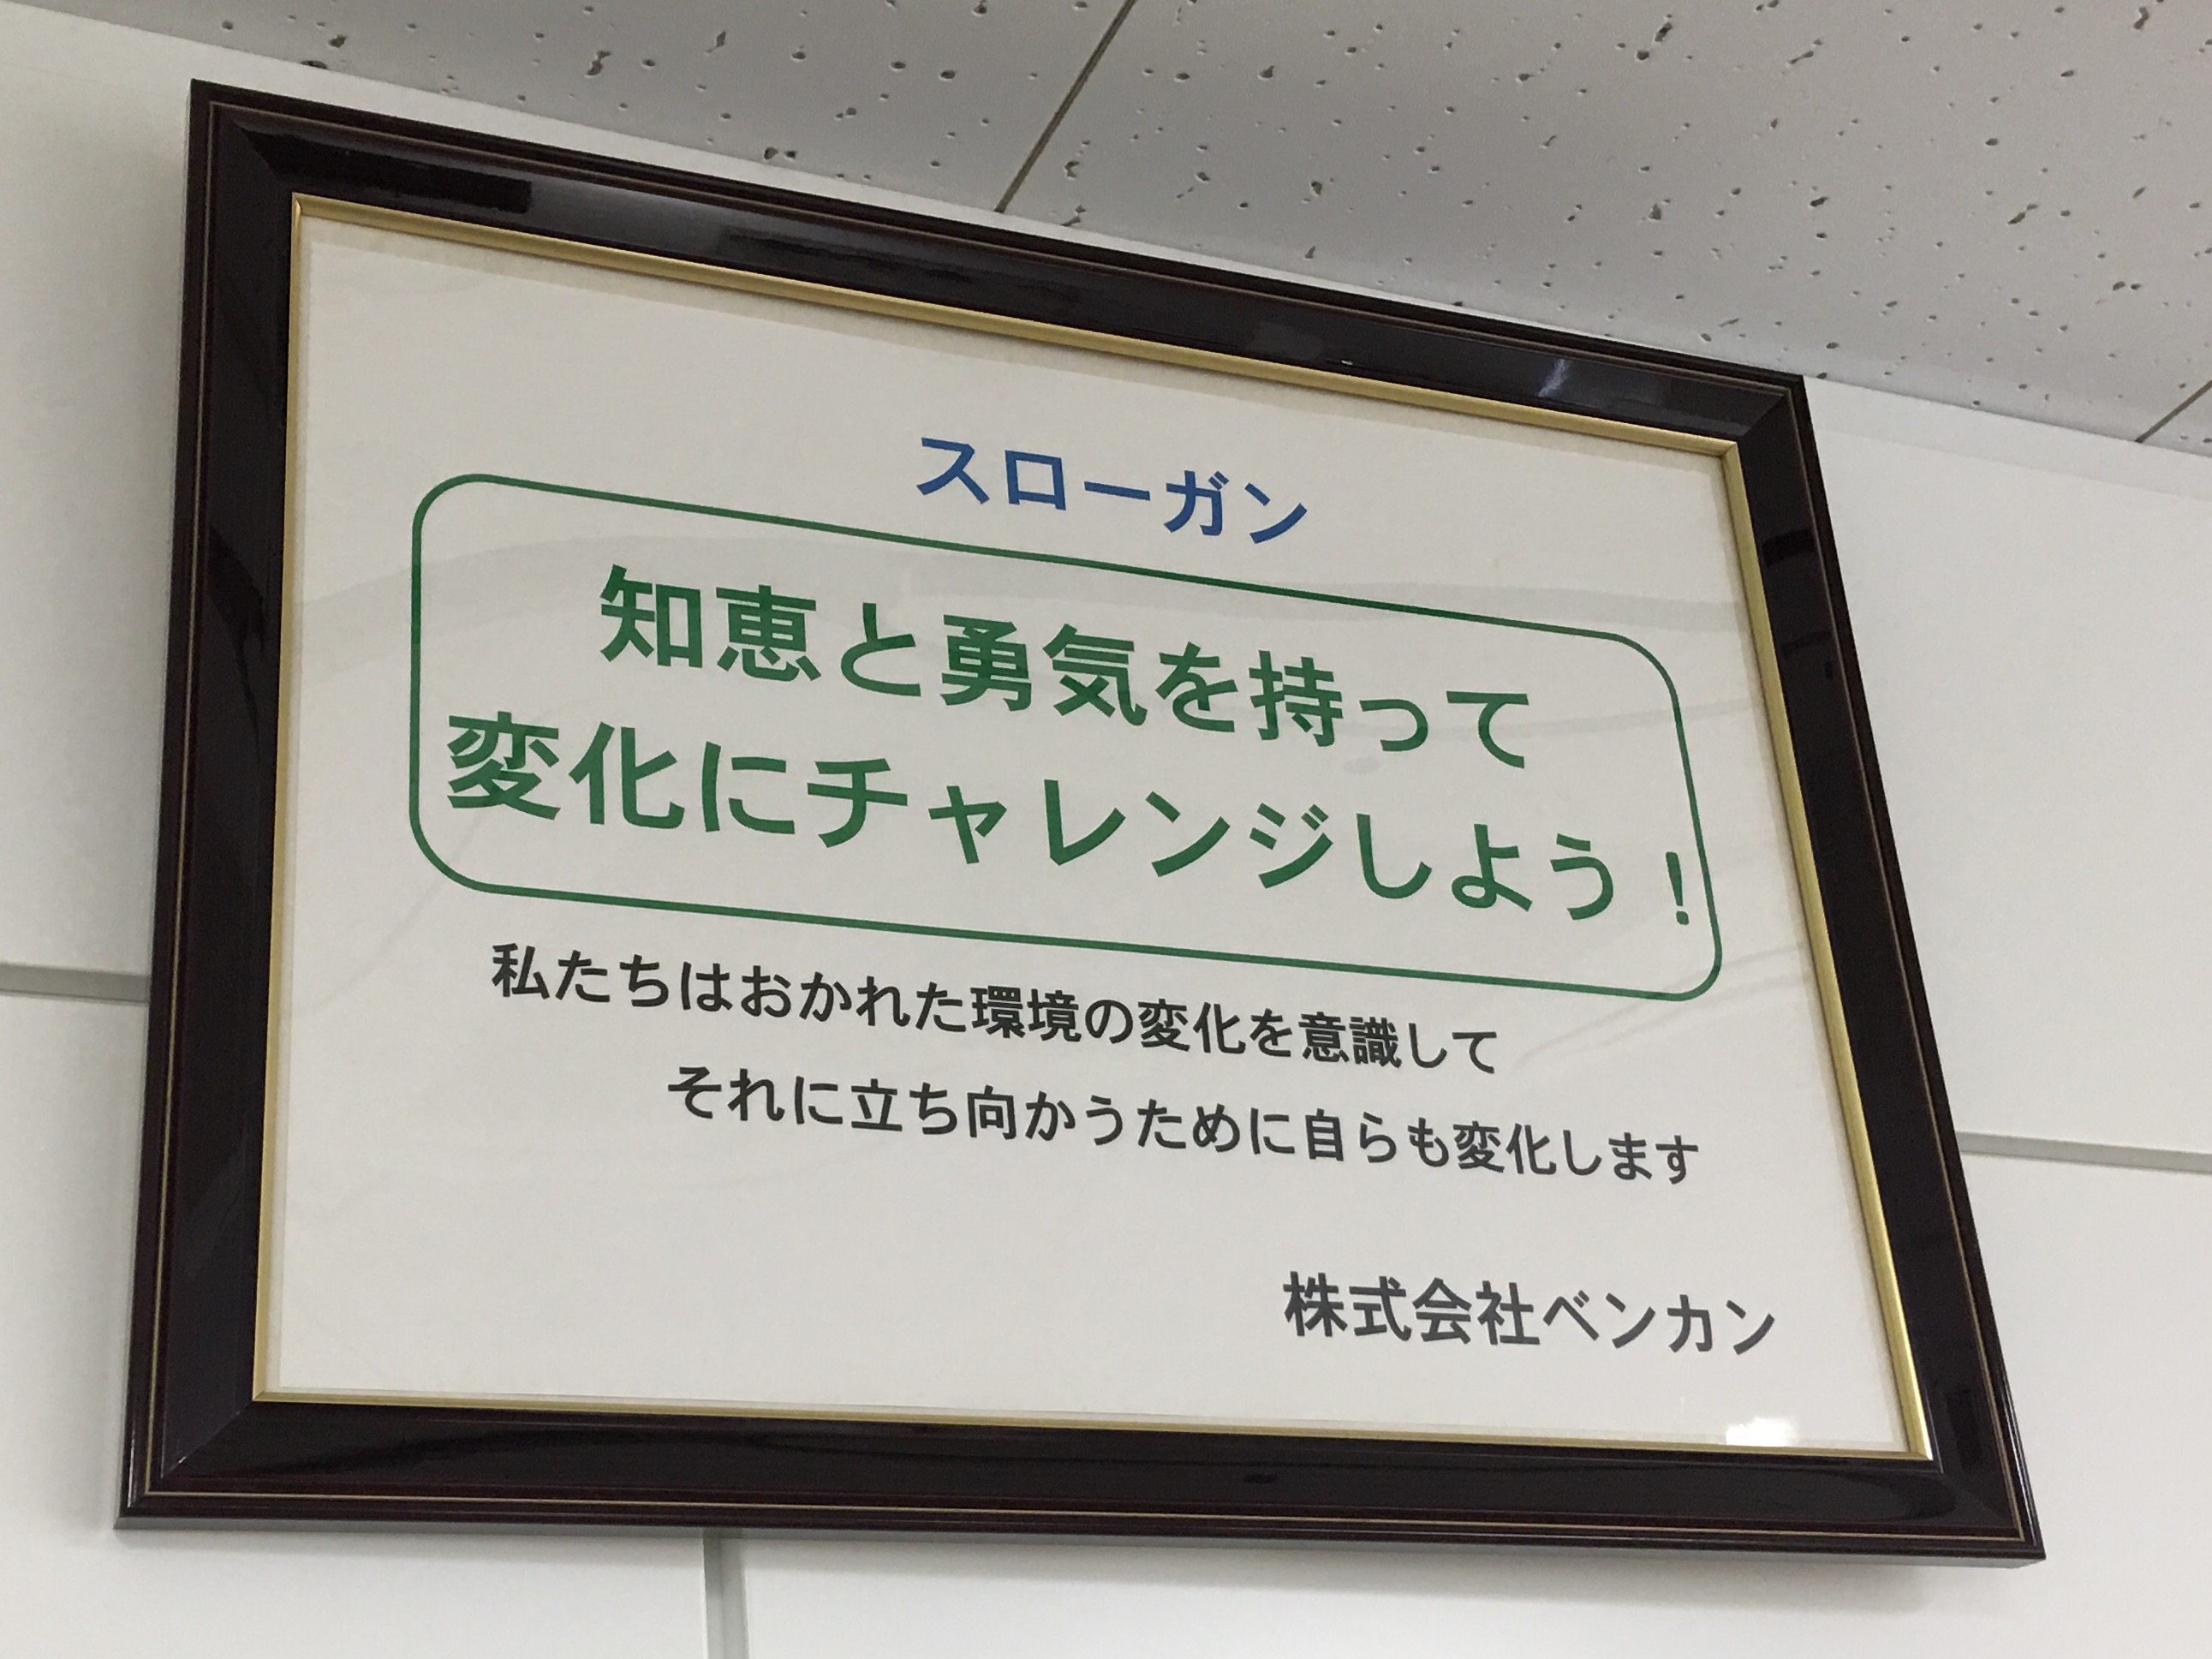 スローガン
知恵と勇気を持って
変化にチャレンジしよう！
私たちはおかれた環境の変化を意識して
それに立ち向かうために自らも変化します
株式会社ベンカン